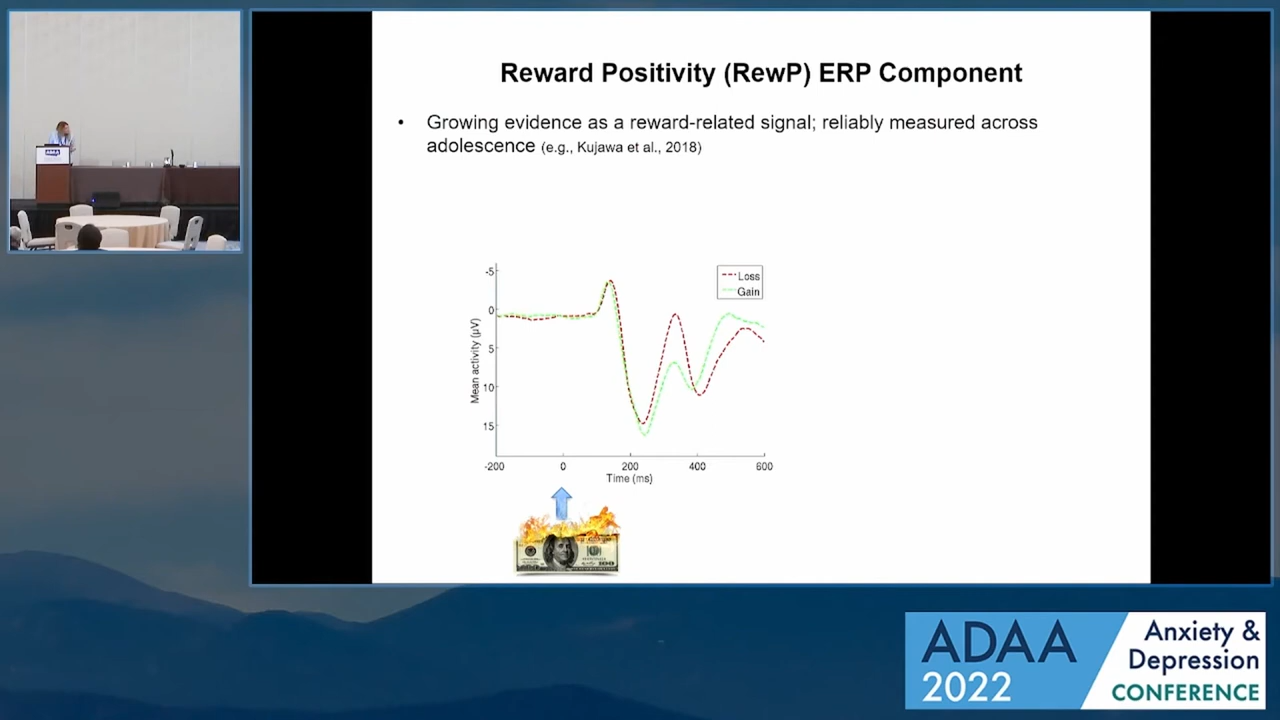 Reward Positivity (RewP) ERP Component
• Growing evidence as a reward-related signal; reliably measured across
adolescence (e.g., Kujawa et al., 2018)
-5
0
5
10
15
Mean activity (µV)
Loss
Gain
-200 0 200 400 600
Time (ms)
100
ADAA
2022
Anxiety &
Depression
CONFERENCE